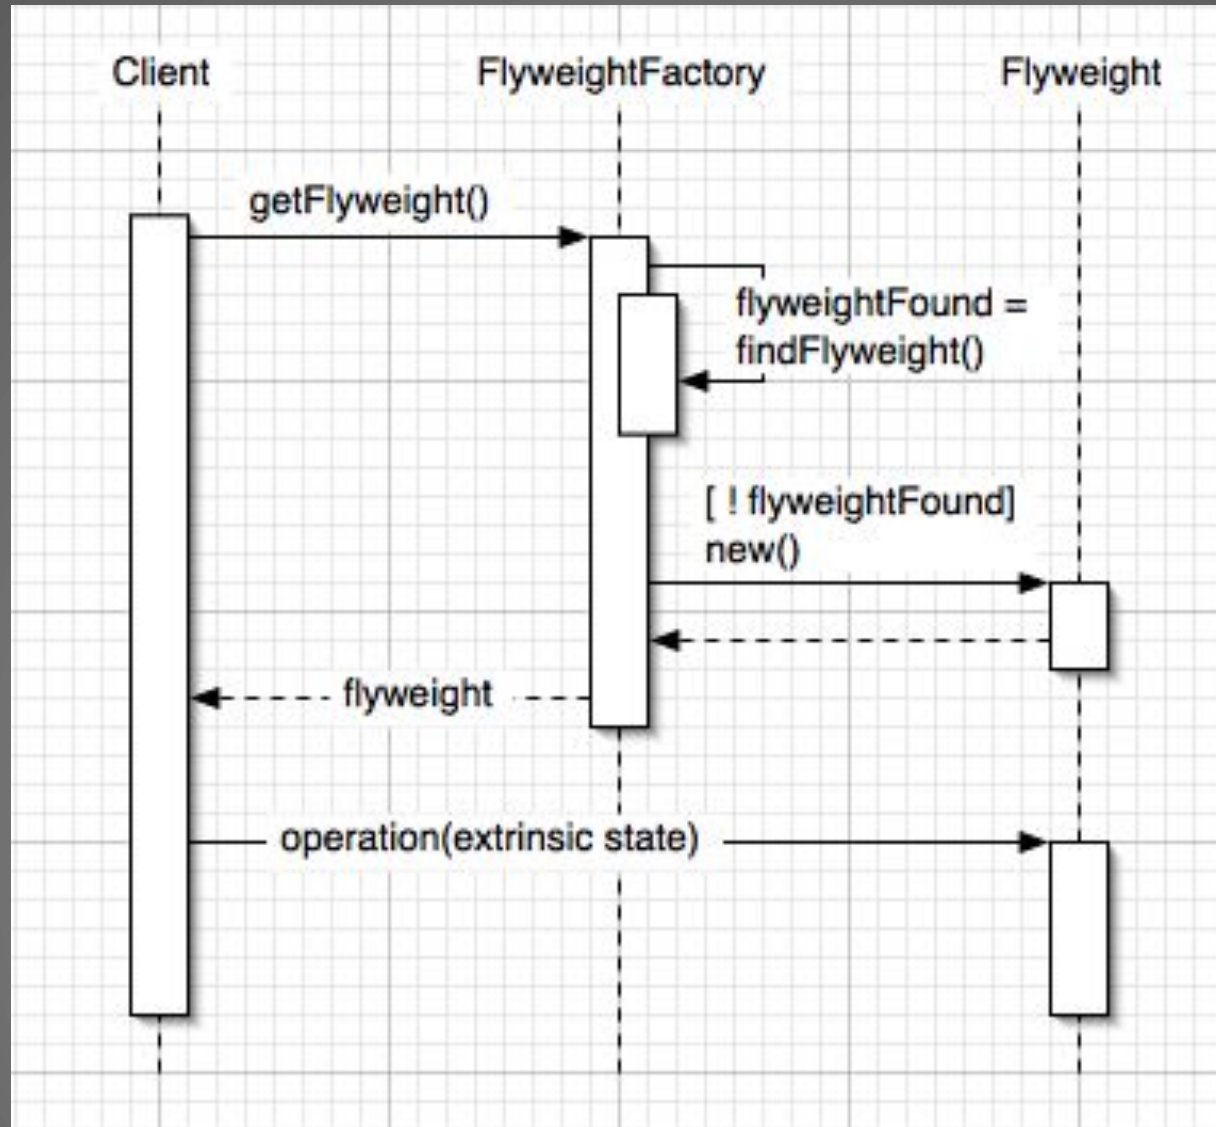 Client
FlyweightFactory
Flyweight
getFlyweight()
flyweightFound =
findFlyweight()
[ ! flyweightFound]
new()
flyweight
operation(extrinsic state)